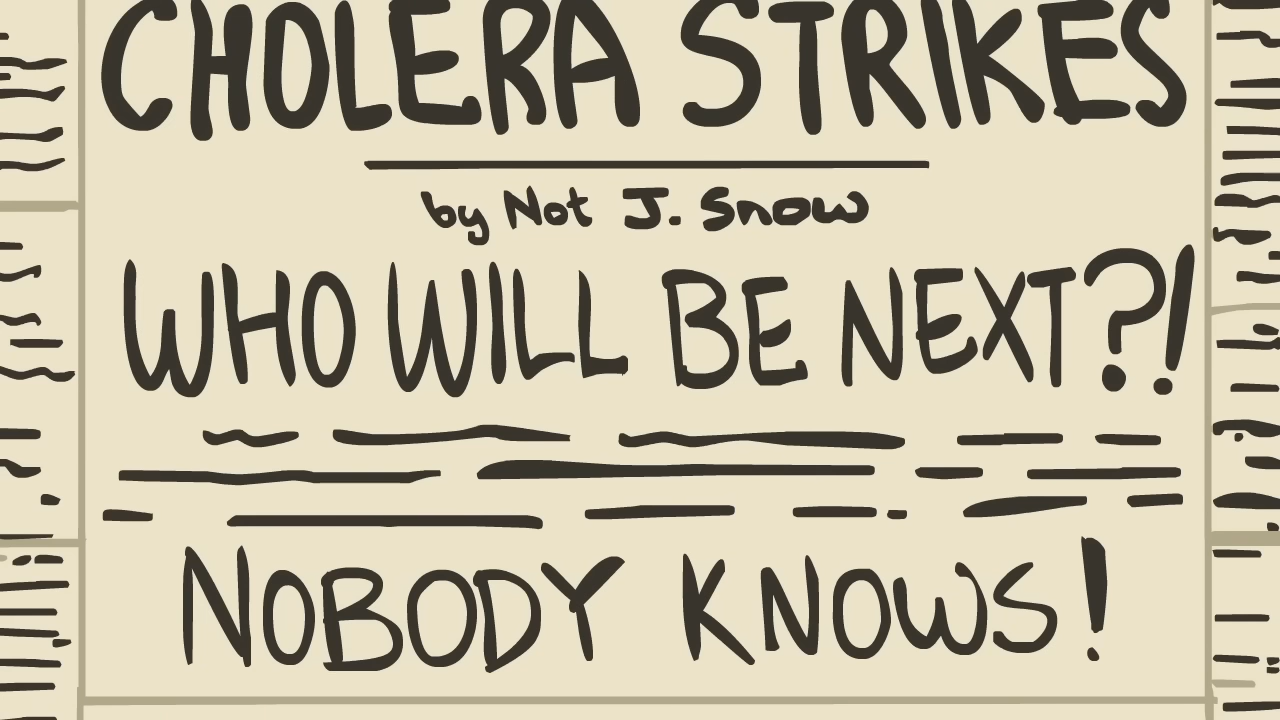 CHOLERA STRIKES
by Not J. Snow
WHO WILL BE NEXT?!
NOBODY KNOWS!